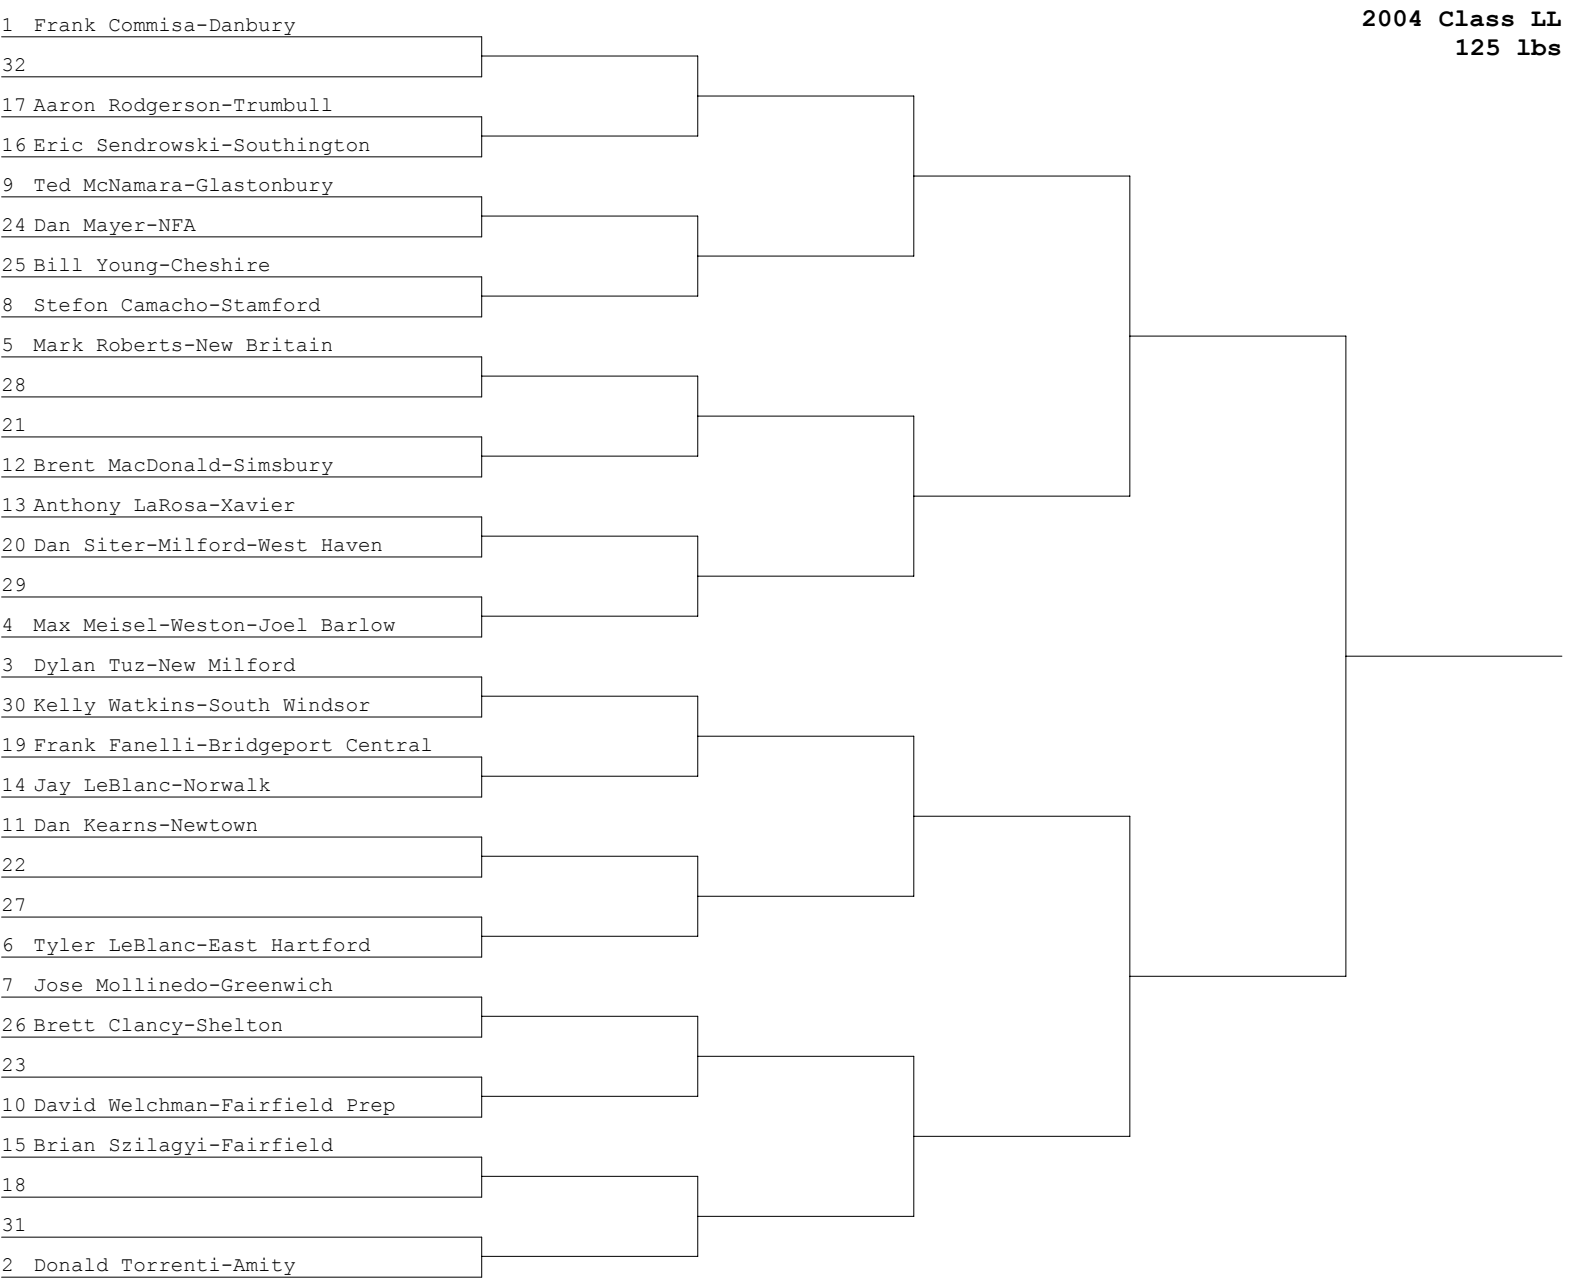 2004 Class LL
125 lbs
1 Frank Commisa-Danbury
32
17 Aaron Rodgerson-Trumbull
16 Eric Sendrowski-Southington
9 Ted McNamara-Glastonbury
24 Dan Mayer-NFA
25 Bill Young-Cheshire
8 Stefon Camacho-Stamford
5 Mark Roberts-New Britain
28
21
12 Brent MacDonald-Simsbury
13 Anthony LaRosa-Xavier
20 Dan Siter-Milford-West Haven
29
4 Max Meisel-Weston-Joel Barlow
3 Dylan Tuz-New Milford
30 Kelly Watkins-South Windsor
19 Frank Fanelli-Bridgeport Central
14 Jay LeBlanc-Norwalk
11 Dan Kearns-Newtown
22
27
6 Tyler LeBlanc-East Hartford
7 Jose Mollinedo-Greenwich
26 Brett Clancy-Shelton
23
10 David Welchman-Fairfield Prep
15 Brian Szilagyi-Fairfield
18
31
2 Donald Torrenti-Amity